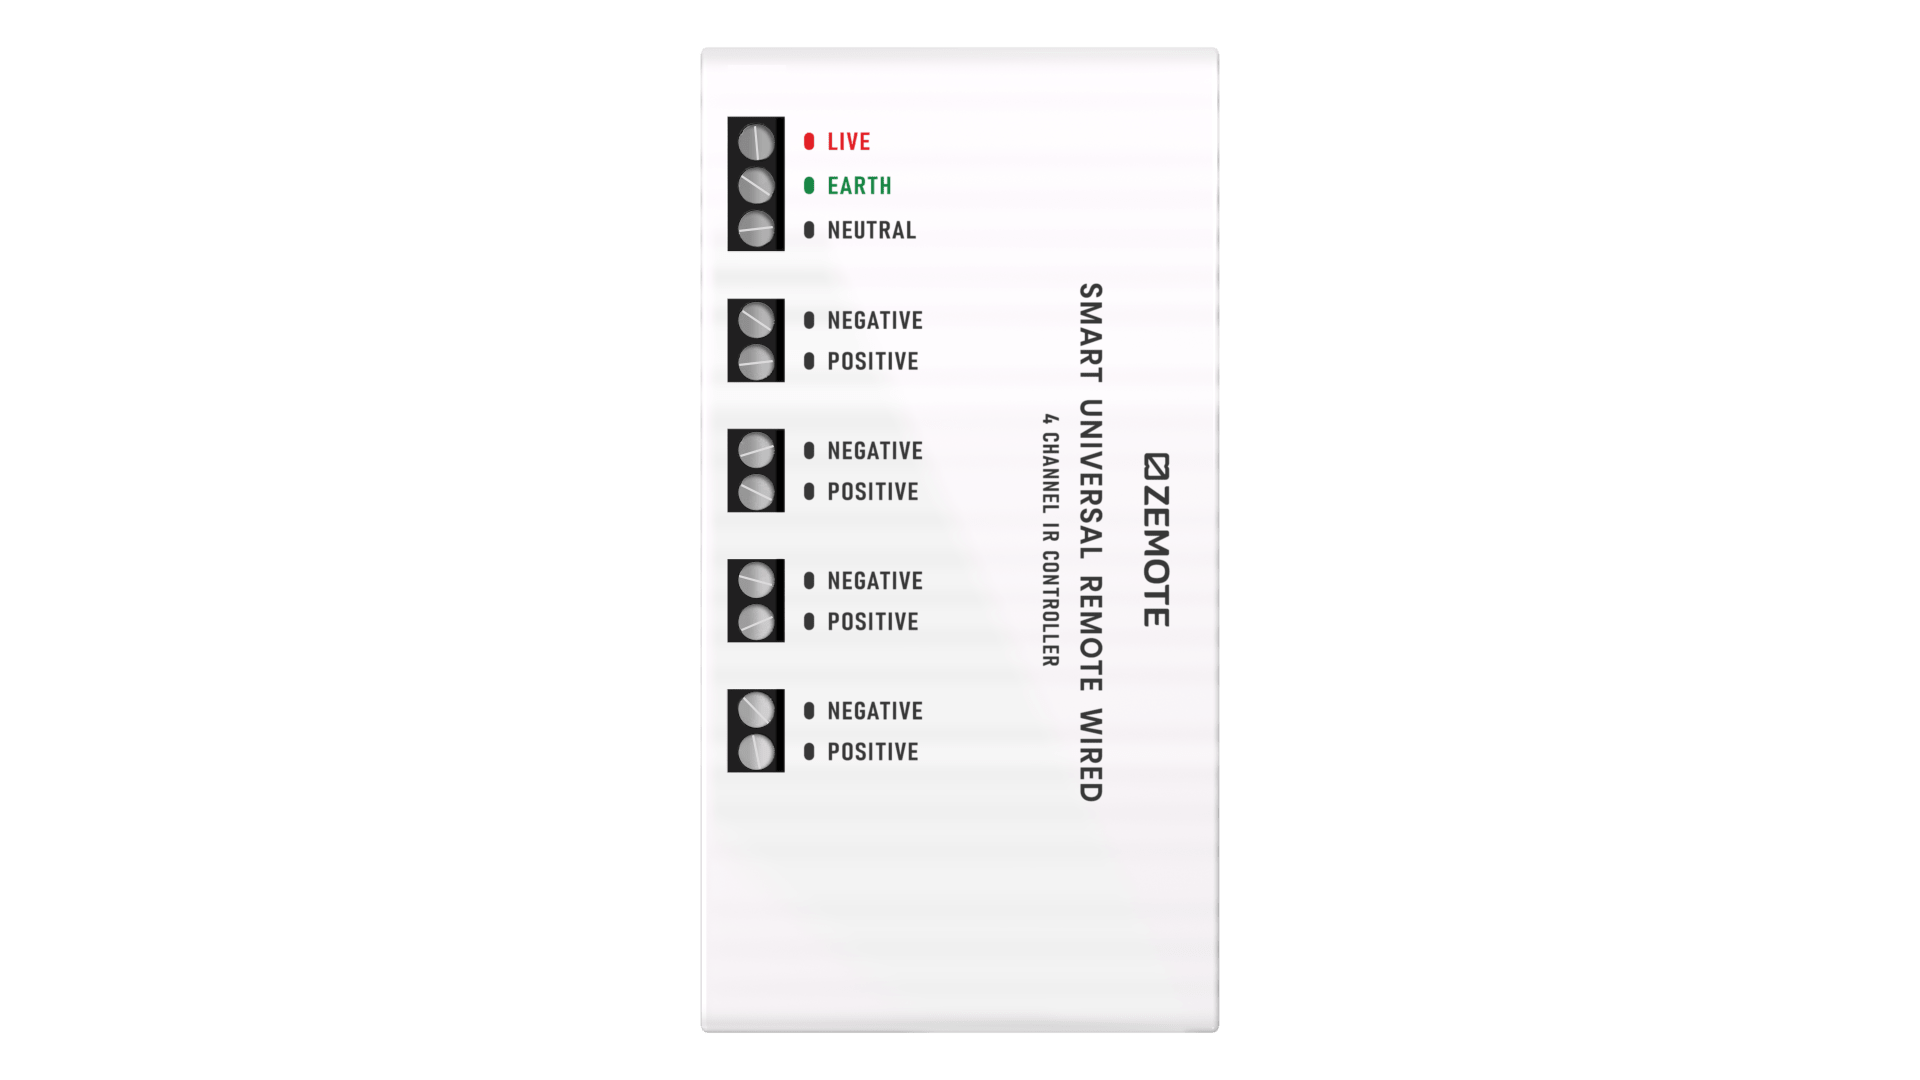 LIVE
EARTH
NEUTRAL
NEGATIVE
POSITIVE
NEGATIVE
POSITIVE
NEGATIVE
POSITIVE
NEGATIVE
POSITIVE
ZEMOTE
SMART UNIVERSAL REMOTE WIRED
4 CHANNEL IR CONTROLLER